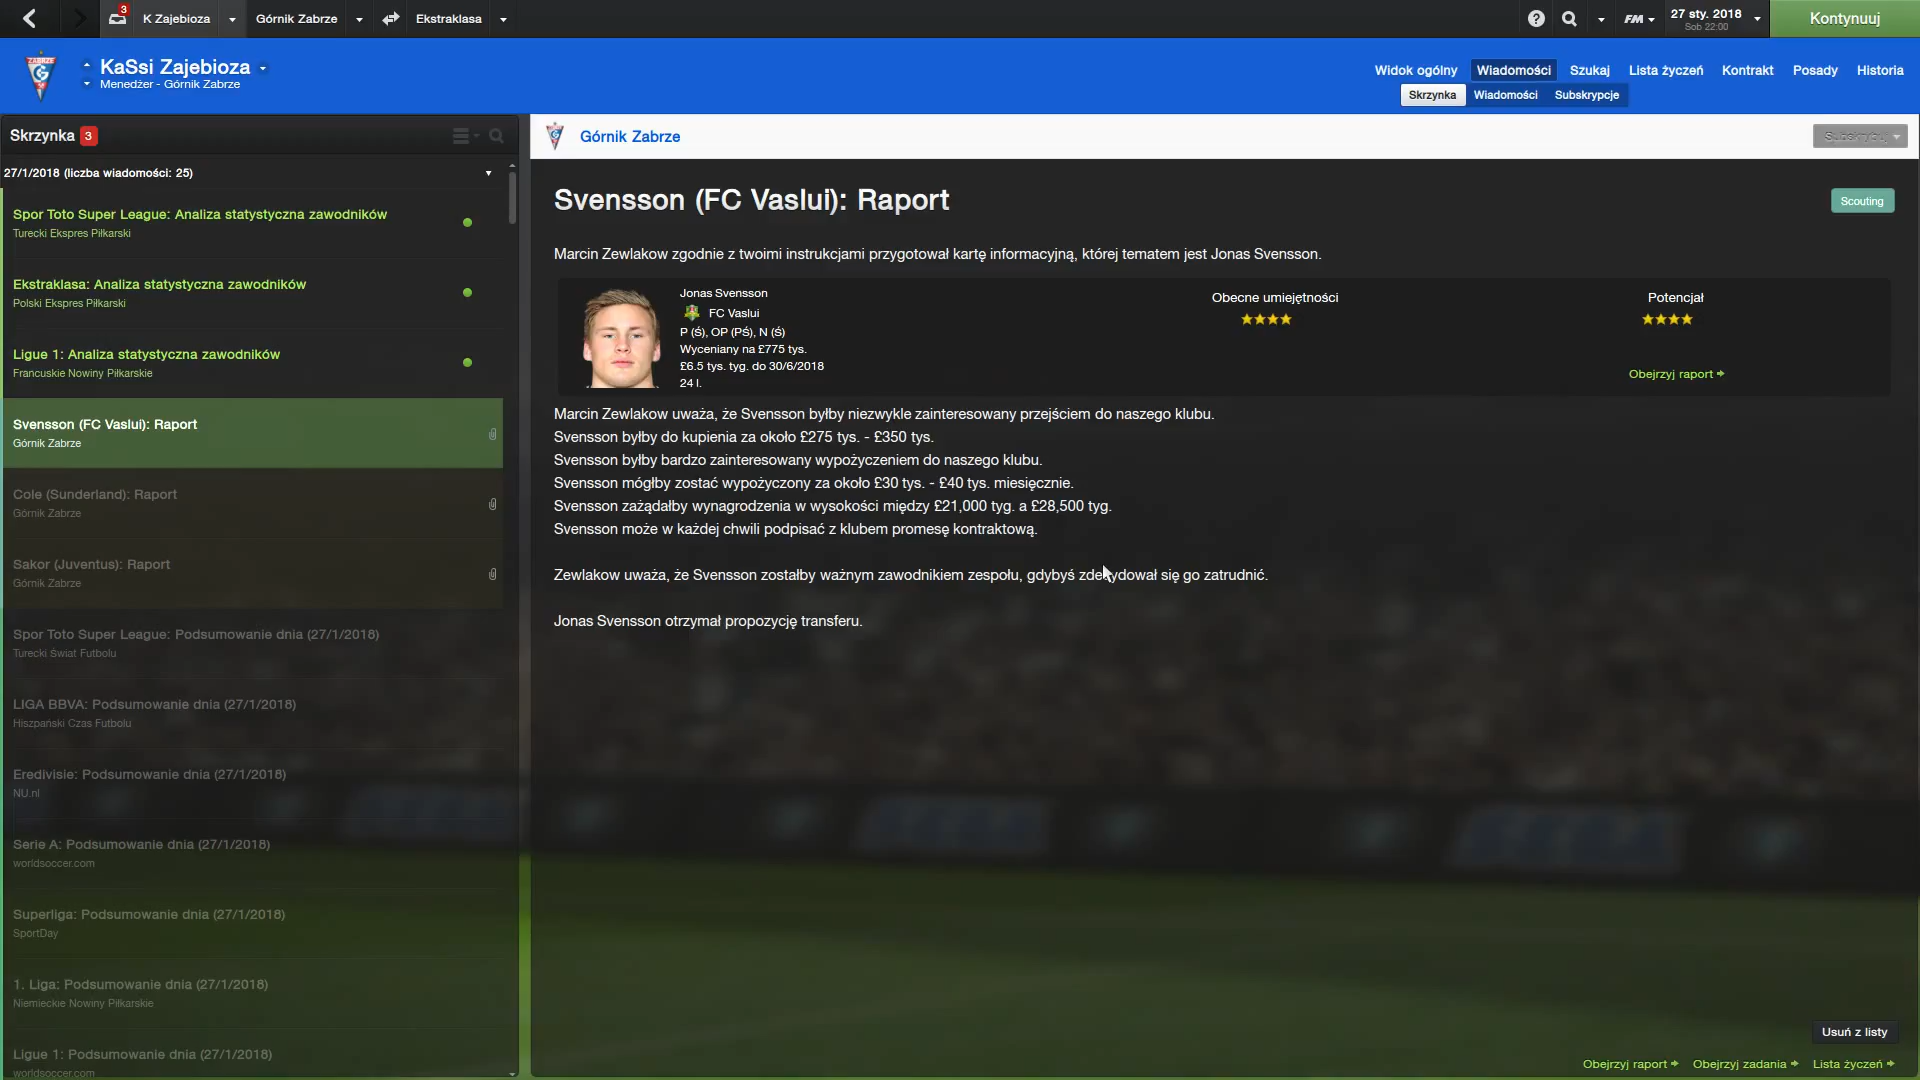 3
K Zajebioza
Górnik Zabrze
Ekstraklasa
FM
27 sty. 2018
Sob 22:00
Kontynuuj
KaSsi Zajebioza
Menedżer - Górnik Zabrze
Widok ogólny
Wiadomości
Szukaj
Lista życzeń
Kontrakt
Posady
Historia
Skrzynka
Wiadomości
Subskrypcje
Skrzynka 3
27/1/2018 (liczba wiadomości: 25)
Spor Toto Super League: Analiza statystyczna zawodników
Turecki Ekspres Piłkarski
Ekstraklasa: Analiza statystyczna zawodników
Polski Ekspres Piłkarski
Ligue 1: Analiza statystyczna zawodników
Francuskie Nowiny Piłkarskie
Svensson (FC Vaslui): Raport
Górnik Zabrze
Cole (Sunderland): Raport
Górnik Zabrze
Sakor (Juventus): Raport
Górnik Zabrze
Spor Toto Super League: Podsumowanie dnia (27/1/2018)
Turecki Świat Futbolu
LIGA BBVA: Podsumowanie dnia (27/1/2018)
Hiszpański Czas Futbolu
Eredivisie: Podsumowanie dnia (27/1/2018)
NU.nl
Serie A: Podsumowanie dnia (27/1/2018)
worldsoccer.com
Superliga: Podsumowanie dnia (27/1/2018)
SportDay
1. Liga: Podsumowanie dnia (27/1/2018)
Niemieckie Nowiny Piłkarskie
Ligue 1: Podsumowanie dnia (27/1/2018)
worldsoccer.com
Górnik Zabrze
Subskrybuj
Svensson (FC Vaslui): Raport
Scouting
Marcin Zewlakow zgodnie z twoimi instrukcjami przygotował kartę informacyjną, której tematem jest Jonas Svensson.
Jonas Svensson
FC Vaslui
P (Ś), OP (PŚ), N (Ś)
Wyceniany na £775 tys.
£6.5 tys. tyg. do 30/6/2018
24 l.
Obecne umiejętności
Potencjał
Obejrzyj raport
Marcin Zewlakow uważa, że Svensson byłby niezwykle zainteresowany przejściem do naszego klubu.
Svensson byłby do kupienia za około £275 tys. - £350 tys.
Svensson byłby bardzo zainteresowany wypożyczeniem do naszego klubu.
Svensson mógłby zostać wypożyczony za około £30 tys. - £40 tys. miesięcznie.
Svensson zażądałby wynagrodzenia w wysokości między £21,000 tyg. a £28,500 tyg.
Svensson może w każdej chwili podpisać z klubem promesę kontraktową.
Zewlakow uważa, że Svensson zostałby ważnym zawodnikiem zespołu, gdybyś zdecydował się go zatrudnić.
Jonas Svensson otrzymał propozycję transferu.
Usuń z listy
Obejrzyj raport
Obejrzyj zadania
Lista życzeń